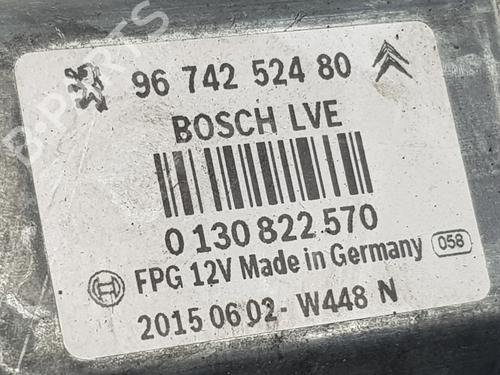 96 742 524 80
BOSCH LVE
0 130 822 570
FPG 12V Made in Germany 058
2015 06 02 - W448 N
B-PARTS